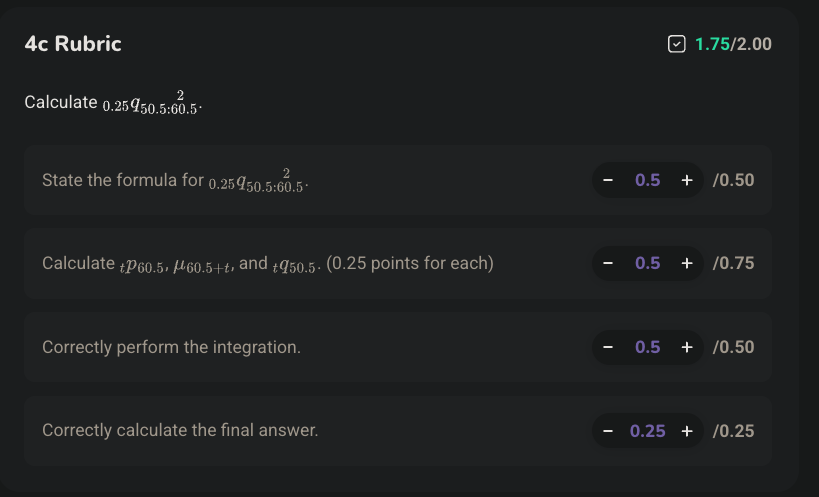 4c Rubric 1.75/2.00
Calculate $_{0.25}q_{50.5:\overset{2}{60}.5}$.
State the formula for $_{0.25}q_{50.5:\overset{2}{60}.5}$. − 0.5 + /0.50
Calculate $_{t}p_{60.5}$, $\mu_{60.5+t}$, and $_{t}q_{50.5}$. (0.25 points for each) − 0.5 + /0.75
Correctly perform the integration. − 0.5 + /0.50
Correctly calculate the final answer. − 0.25 + /0.25